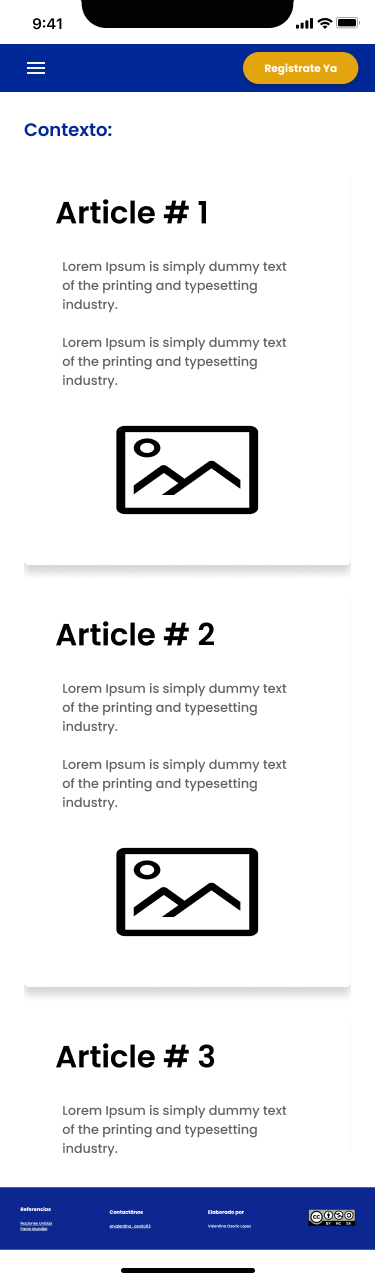 9:41
Registrate Ya
Contexto:
Article # 1
Lorem Ipsum is simply dummy text
of the printing and typesetting
industry.
Lorem Ipsum is simply dummy text
of the printing and typesetting
industry.
Article # 2
Lorem Ipsum is simply dummy text
of the printing and typesetting
industry.
Lorem Ipsum is simply dummy text
of the printing and typesetting
industry.
Article # 3
Lorem Ipsum is simply dummy text
of the printing and typesetting
industry.
Referencias
Naciones Unidas
Pacto Mundial
Contactános
@valentina_osorio03
Elaborado por
Valentina Osorio Lopez
CC
BY NC SA